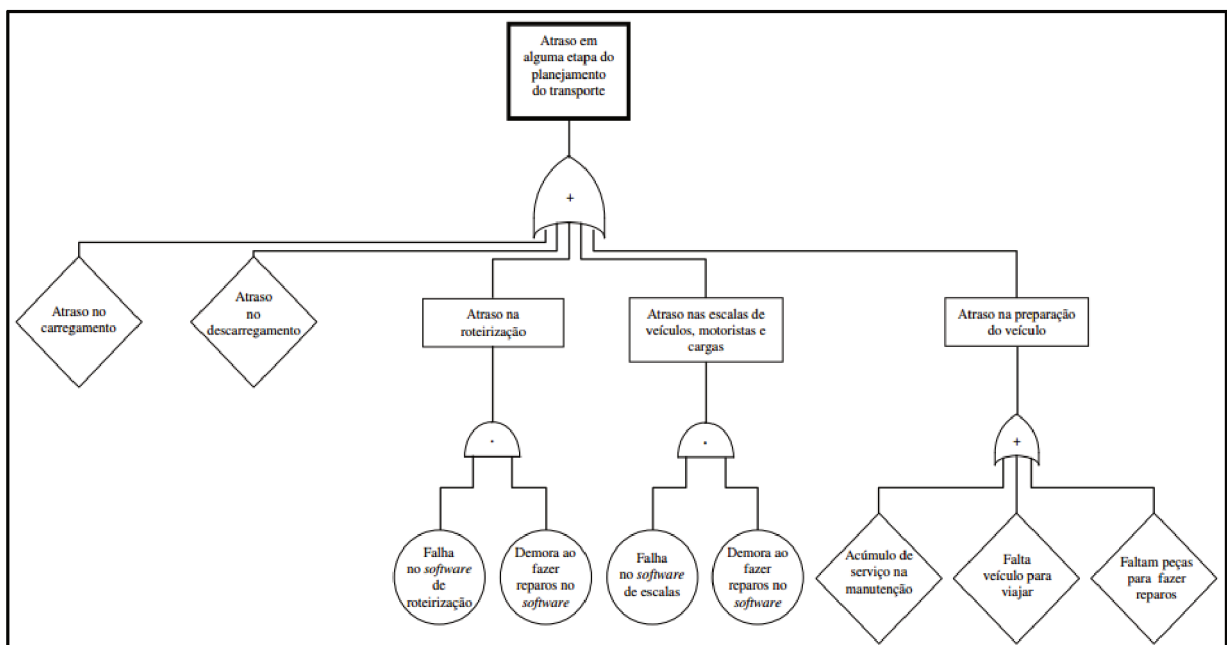 Atraso em
alguma etapa do
planejamento
do transporte
+
Atraso no
carregamento
Atraso
no
descarregamento
Atraso na
roteirização
Atraso nas escalas de
veículos, motoristas e
cargas
Atraso na preparação
do veículo
.
.
+
Falha
no software
de
roteirização
Demora ao
fazer
reparos no
software
Falha
no software
de escalas
Demora ao
fazer
reparos no
software
Acúmulo de
serviço na
manutenção
Falta
veículo para
viajar
Faltam peças
para fazer
reparos